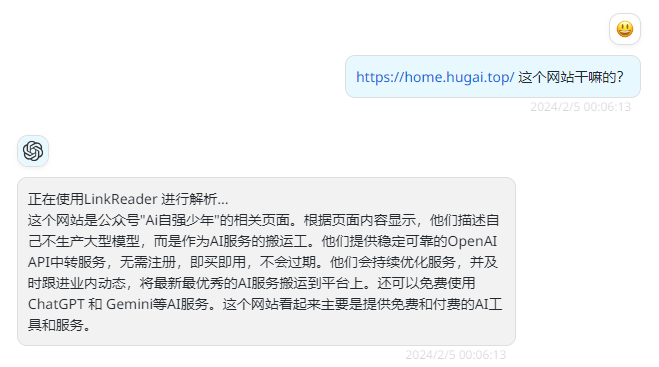 https://home.hugai.top/ 这个网站干嘛的?
2024/2/5 00:06:13
正在使用LinkReader 进行解析...
这个网站是公众号"Ai自强少年"的相关页面。根据页面内容显示，他们描述自
己不生产大型模型，而是作为AI服务的搬运工。他们提供稳定可靠的OpenAI
API中转服务，无需注册，即买即用，不会过期。他们会持续优化服务，并及
时跟进业内动态，将最新最优秀的AI服务搬运到平台上。还可以免费使用
ChatGPT 和 Gemini等AI服务。这个网站看起来主要是提供免费和付费的AI工
具和服务。
2024/2/5 00:06:13